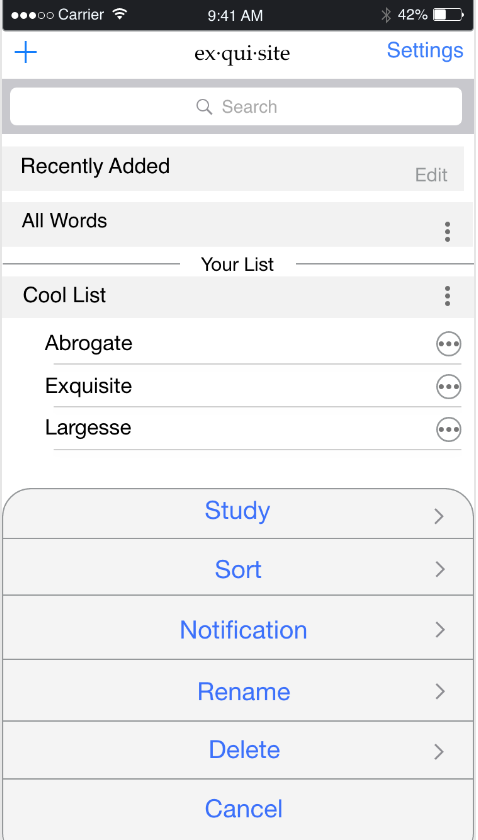 Carrier 9:41 AM 42%
ex·qui·site Settings
Search
Recently Added
Edit
All Words
Your List
Cool List
Abrogate
Exquisite
Largesse
Study
Sort
Notification
Rename
Delete
Cancel